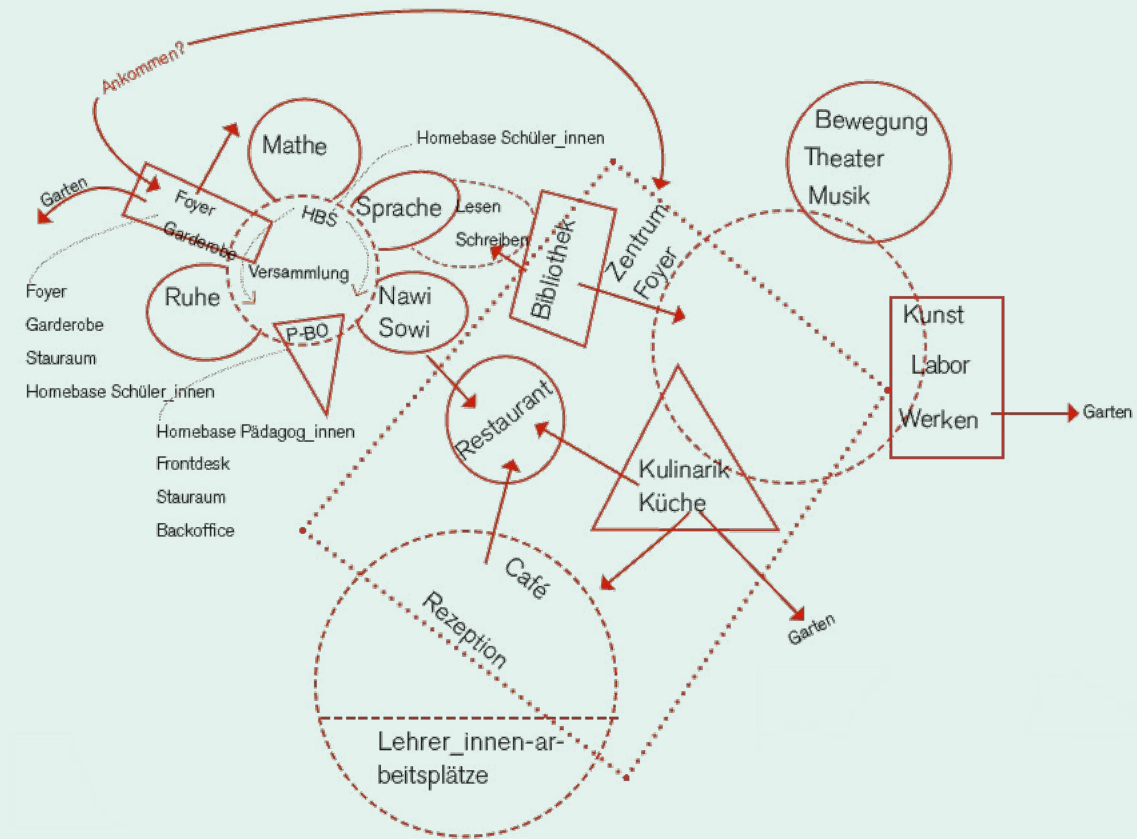 Ankommen?
Mathe
Homebase Schüler_innen
Bewegung
Theater
Musik
Garten
Foyer
Garderobe
HBS
Sprache
Lesen
Schreiben
Bibliothek
Zentrum
Foyer
Versammlung
Ruhe
Nawi
Sowi
P-BO
Foyer
Garderobe
Stauraum
Homebase Schüler_innen
Homebase Pädagog_innen
Frontdesk
Stauraum
Backoffice
Restaurant
Kulinarik
Küche
Kunst
Labor
Werken
Garten
Garten
Café
Rezeption
Lehrer_innen-ar-
beitsplätze